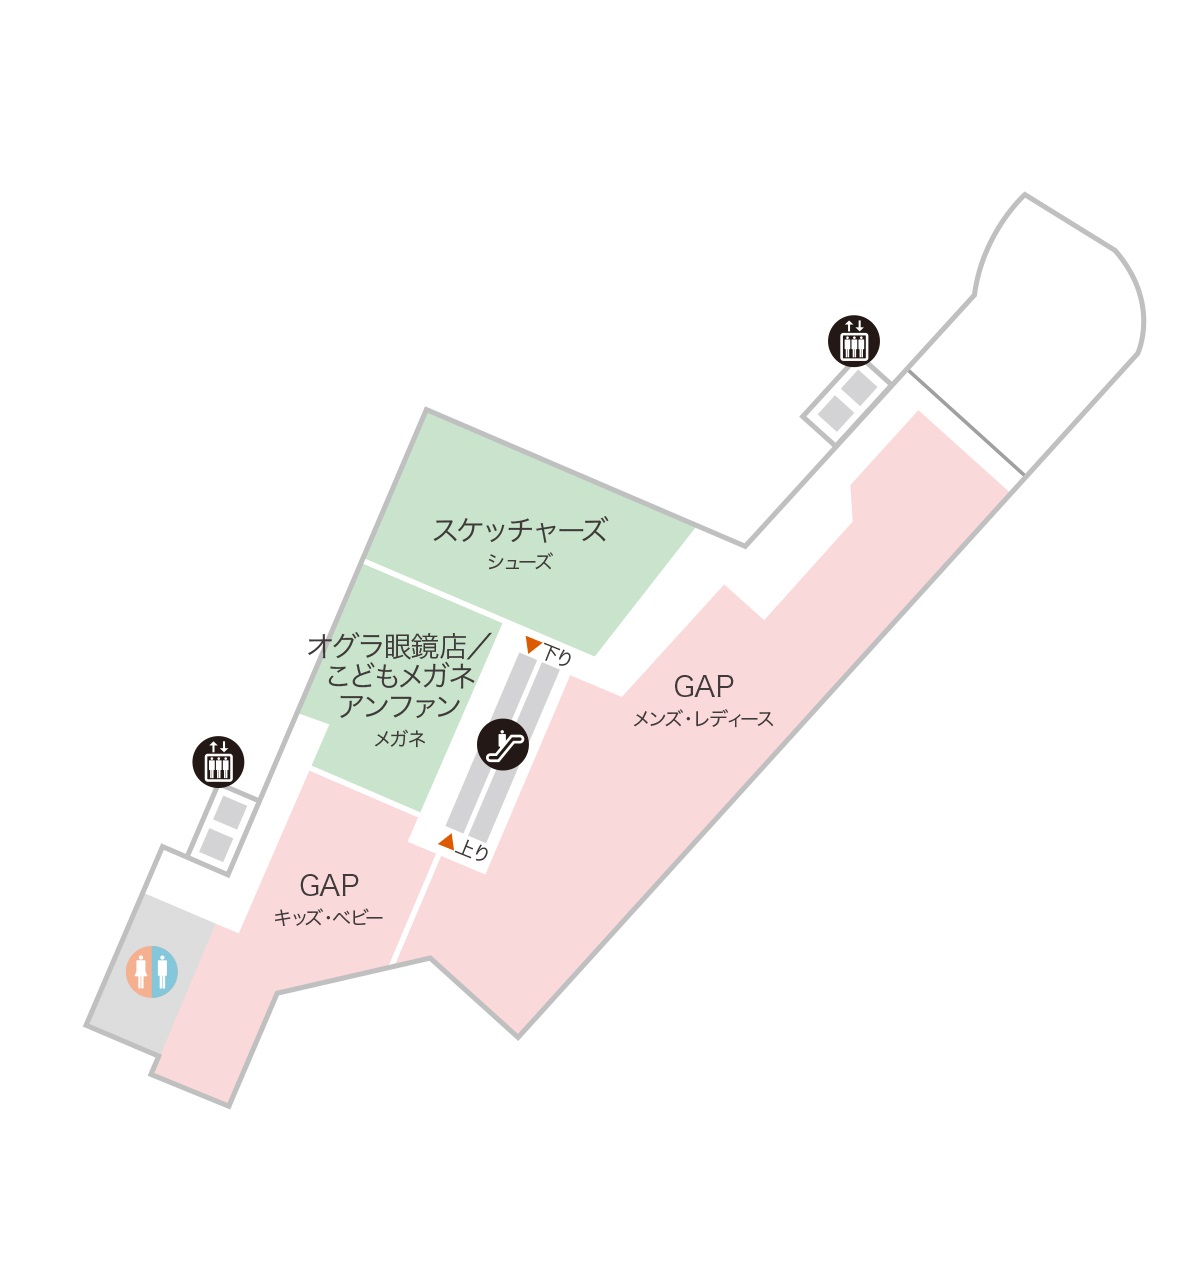 スケッチャーズ
シューズ
オグラ眼鏡店／
こどもメガネ
アンファン
メガネ
下り
GAP
メンズ・レディース
上り
GAP
キッズ・ベビー